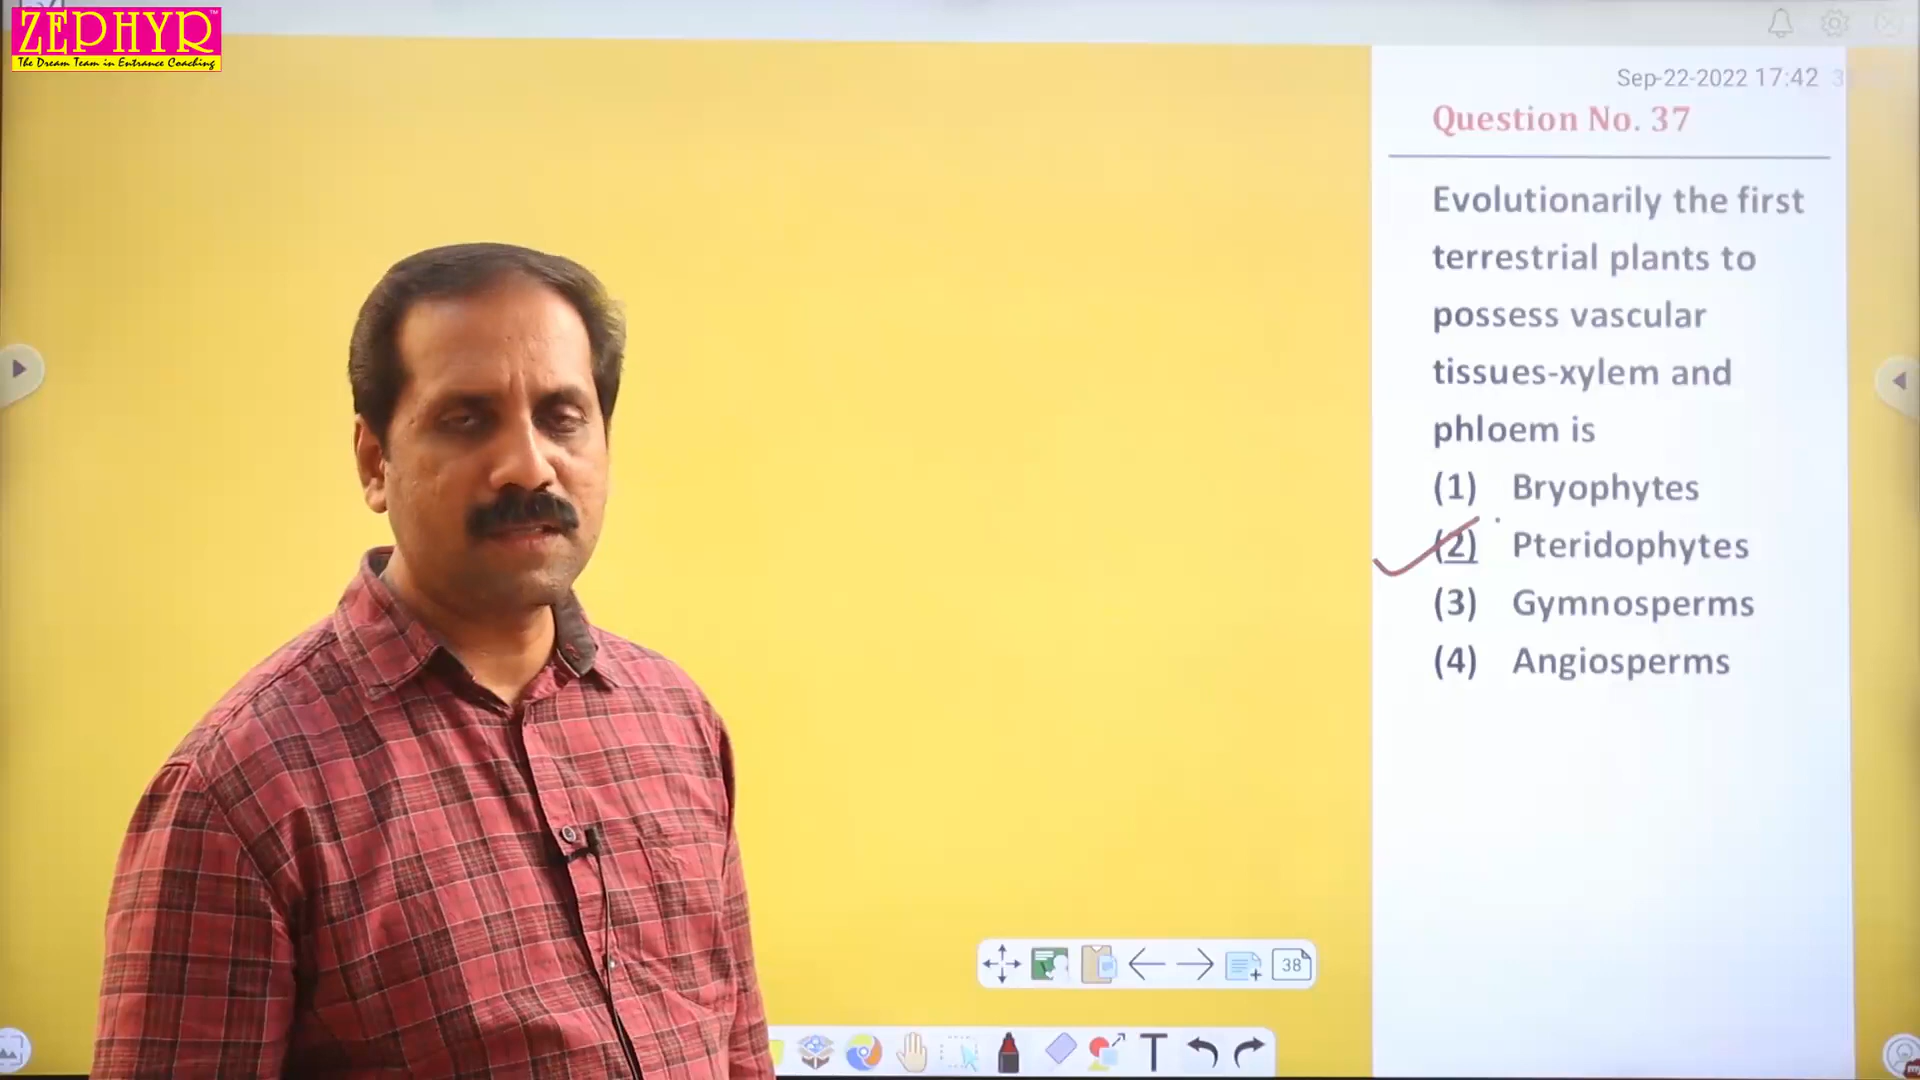 ZEPHYR™
The Dream Team in Entrance Coaching
Sep-22-2022 17:42
Question No. 37
Evolutionarily the first
terrestrial plants to
possess vascular
tissues-xylem and
phloem is
(1) Bryophytes
(2) Pteridophytes
(3) Gymnosperms
(4) Angiosperms
38
T